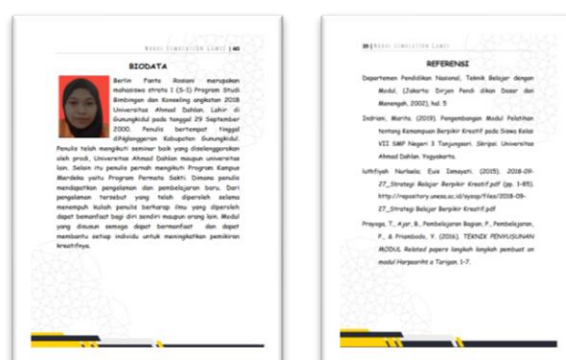 MODUL SIMULATION GAMES | 40
BIODATA
Berlin Fanta Rosiani merupakan
mahasiswa strata 1 (S-1) Program Studi
Bimbingan dan Konseling angkatan 2018
Universitas Ahmad Dahlan. Lahir di
Gunungkidul pada tanggal 29 September
2000. Penulis bertempat tinggal
Kabupaten Gunungkidul.
Penulis telah mengikuti seminar baik yang diselenggarakan
oleh prodi, Universitas Ahmad Dahlan maupun universitas
lain. Selain itu penulis pernah mengikuti Program Kampus
Merdeka yaitu Program Permata Sakti. Dimana penulis
mendapatkan pengalaman dan pembelajaran baru. Dari
pengalaman tersebut yang telah diperoleh selama
menempuh kuliah penulis berharap ilmu yang diperoleh
dapat bemanfaat bagi diri sendiri maupun orang lain. Modul
yang disusun semoga dapat bermanfaat dan dapat
membantu setiap individu untuk meningkatkan pemikiran
kreatifnya.
39 | MODUL SIMULATION GAMES
REFERENSI
Departemen Pendidikan Nasional, Teknik Belajar dengan
Modul, (Jakarta: Dirjen Pendi dikan Dasar dan
Menengah, 2002), hal. 5
Indriani, Marita, (2019). Pengembangan Modul Pelatihan
tentang Kemampuan Berpikir Kreatif pada Siswa Kelas
VII SMP Negeri 3 Tanjungsari. Skripsi. Universitas
Ahmad Dahlan. Yogyakarta.
luthfiyah Nurlaela; Euis Ismayati. (2015). 2018-09-
27_Strategi Belajar Berpikir Kreatif.pdf (pp. 1-85).
http://repository.unesa.ac.id/sysop/files/2018-09-
27_Strategi Belajar Berpikir Kreatif.pdf
Prayoga, T., Ajar, B., Pembelajaran Bagian, P., Pembelajaran,
P., & Priambodo, Y. (2016). TEKNIK PENYUSUNAN
MODUL. Related papers langkah langkah pembuat an
modul Harpearlht a Tarigan. 1-7.